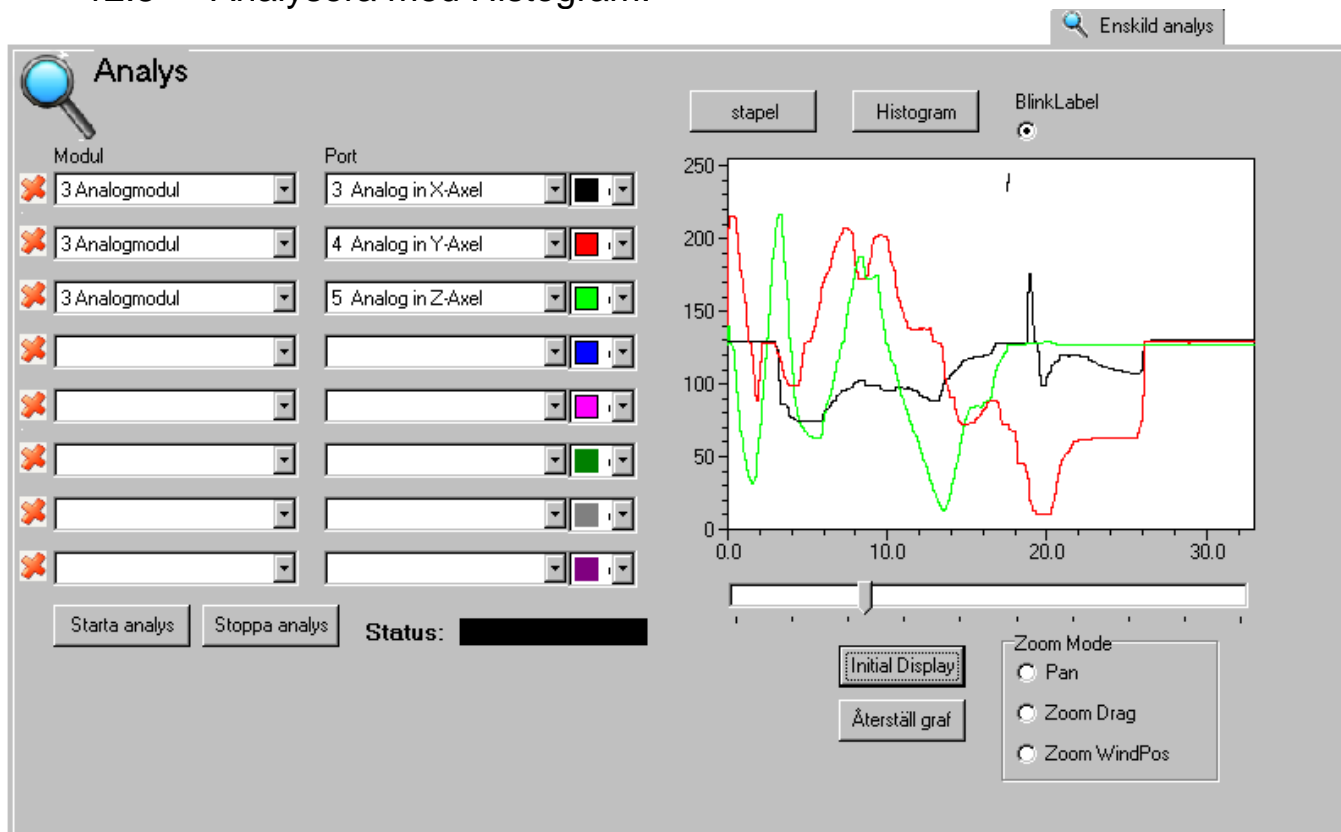 Enskild analys
Analys
stapel
Histogram
BlinkLabel
Modul
Port
3 Analogmodul
3 Analog in X-Axel
3 Analogmodul
4 Analog in Y-Axel
3 Analogmodul
5 Analog in Z-Axel
250
200
150
100
50
0
0.0
10.0
20.0
30.0
Starta analys
Stoppa analys
Status:
Initial Display
Återställ graf
Zoom Mode
Pan
Zoom Drag
Zoom WindPos